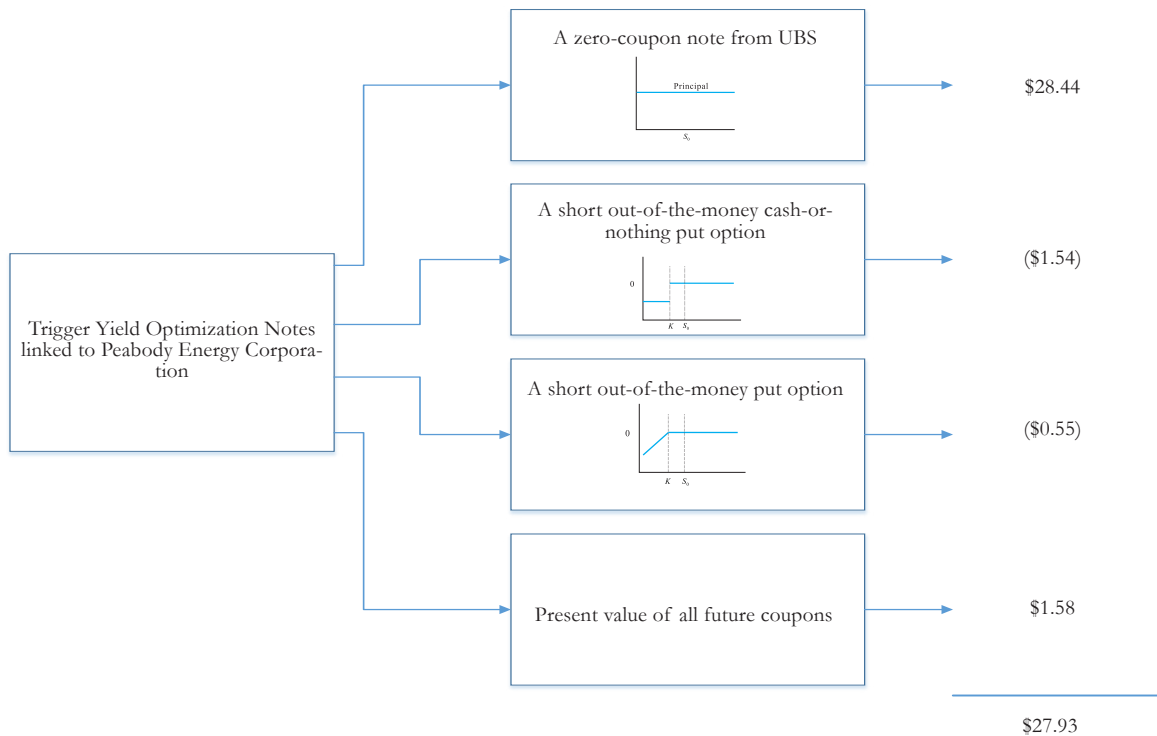 A zero-coupon note from UBS
Principal
S0
$28.44
A short out-of-the-money cash-or-
nothing put option
0
K S0
($1.54)
Trigger Yield Optimization Notes
linked to Peabody Energy Corpora-
tion
A short out-of-the-money put option
0
K S0
($0.55)
Present value of all future coupons
$1.58
$27.93